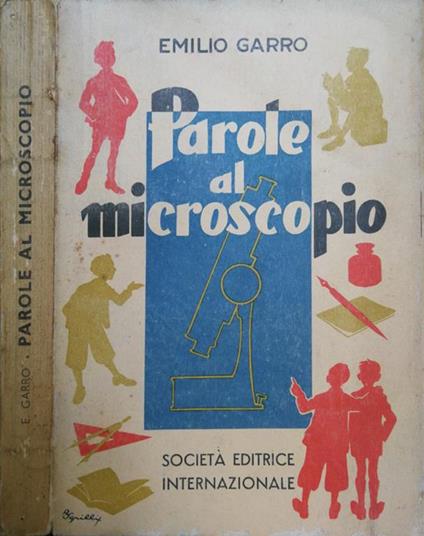 EMILIO GARRO
Parole
al
microscopio
SOCIETÀ EDITRICE
INTERNAZIONALE
E. GARRO · PAROLE AL MICROSCOPIO